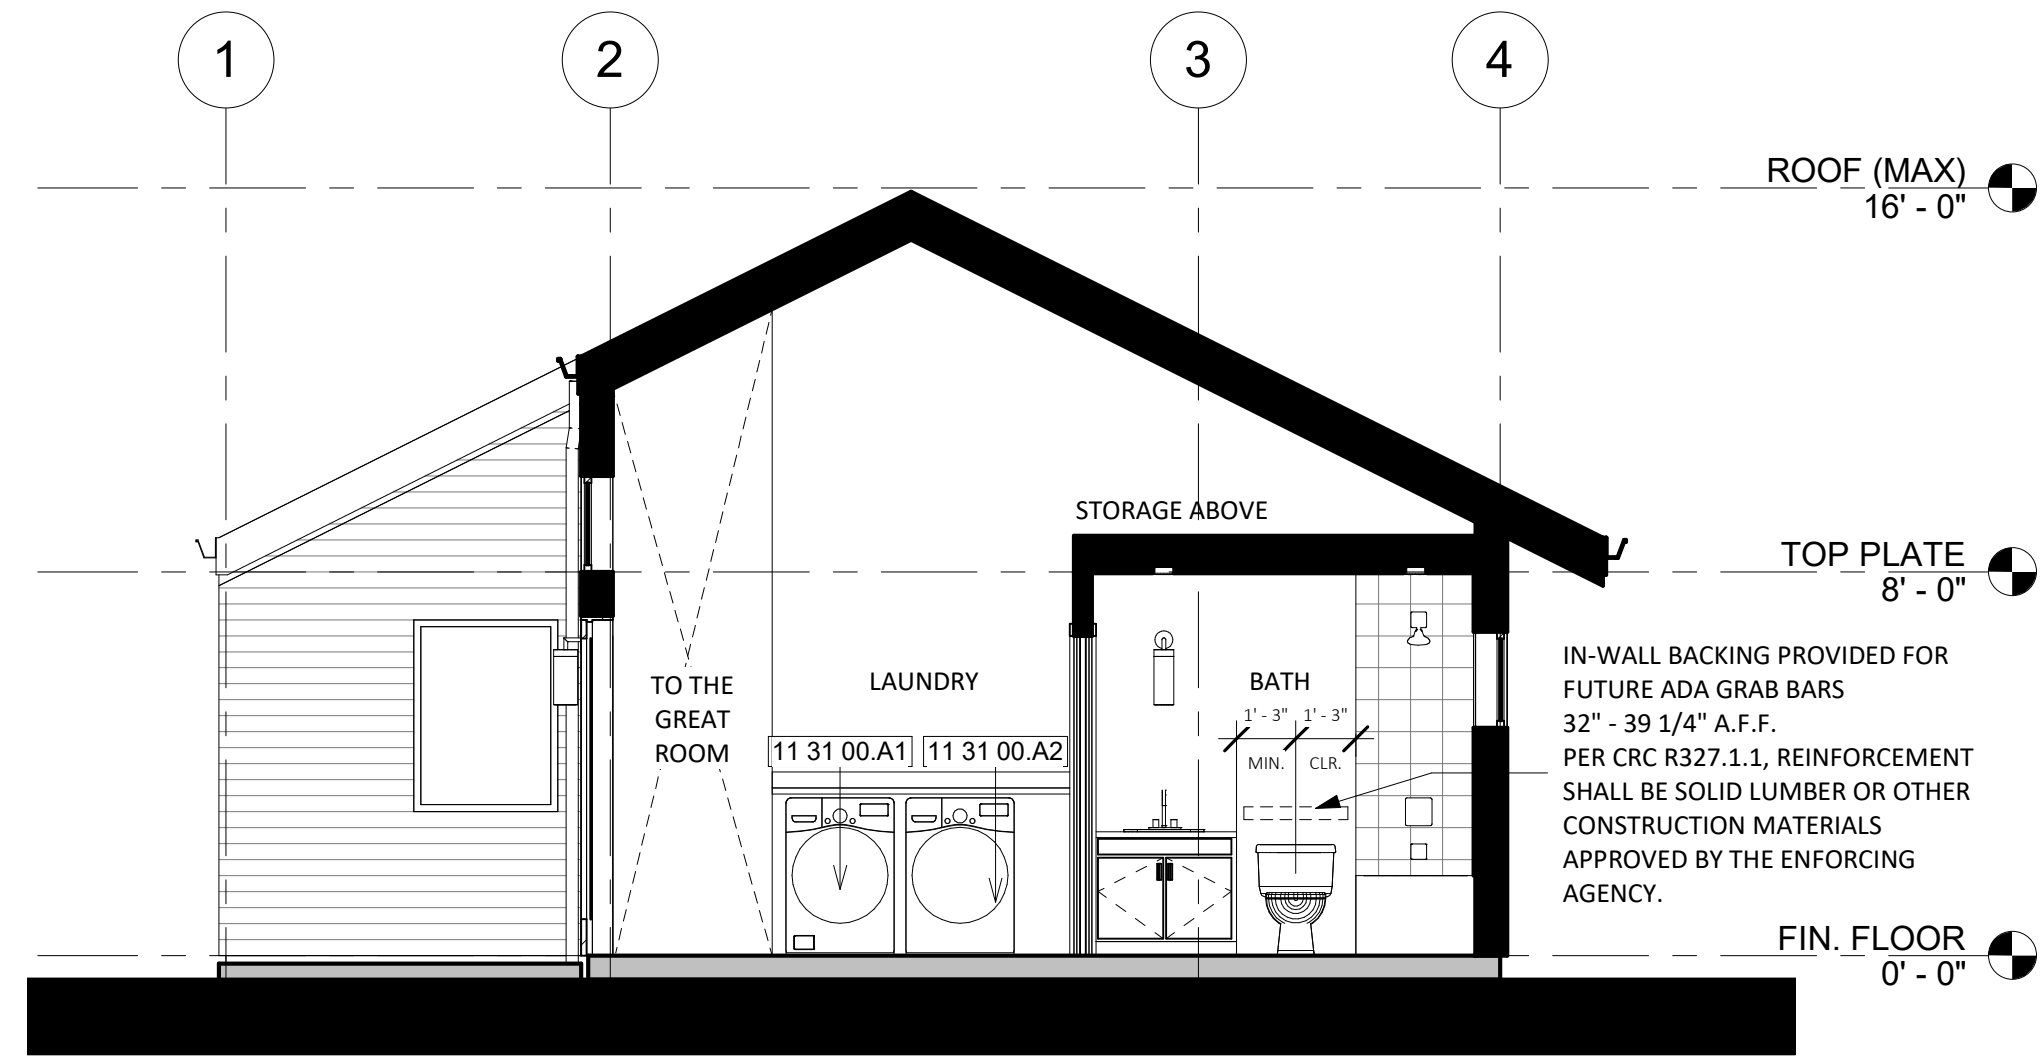 1
2
3
4
ROOF (MAX)
16' - 0"
STORAGE ABOVE
TOP PLATE
8' - 0"
TO THE
GREAT
ROOM
LAUNDRY
BATH
1' - 3" 1' - 3"
MIN. CLR.
11 31 00.A1
11 31 00.A2
IN-WALL BACKING PROVIDED FOR
FUTURE ADA GRAB BARS
32" - 39 1/4" A.F.F.
PER CRC R327.1.1, REINFORCEMENT
SHALL BE SOLID LUMBER OR OTHER
CONSTRUCTION MATERIALS
APPROVED BY THE ENFORCING
AGENCY.
FIN. FLOOR
0' - 0"